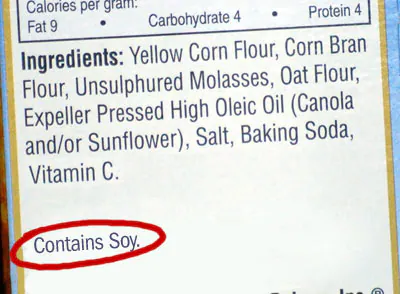 Calories per gram:
Fat 9 • Carbohydrate 4 • Protein 4
Ingredients: Yellow Corn Flour, Corn Bran
Flour, Unsulphured Molasses, Oat Flour,
Expeller Pressed High Oleic Oil (Canola
and/or Sunflower), Salt, Baking Soda,
Vitamin C.
Contains Soy.